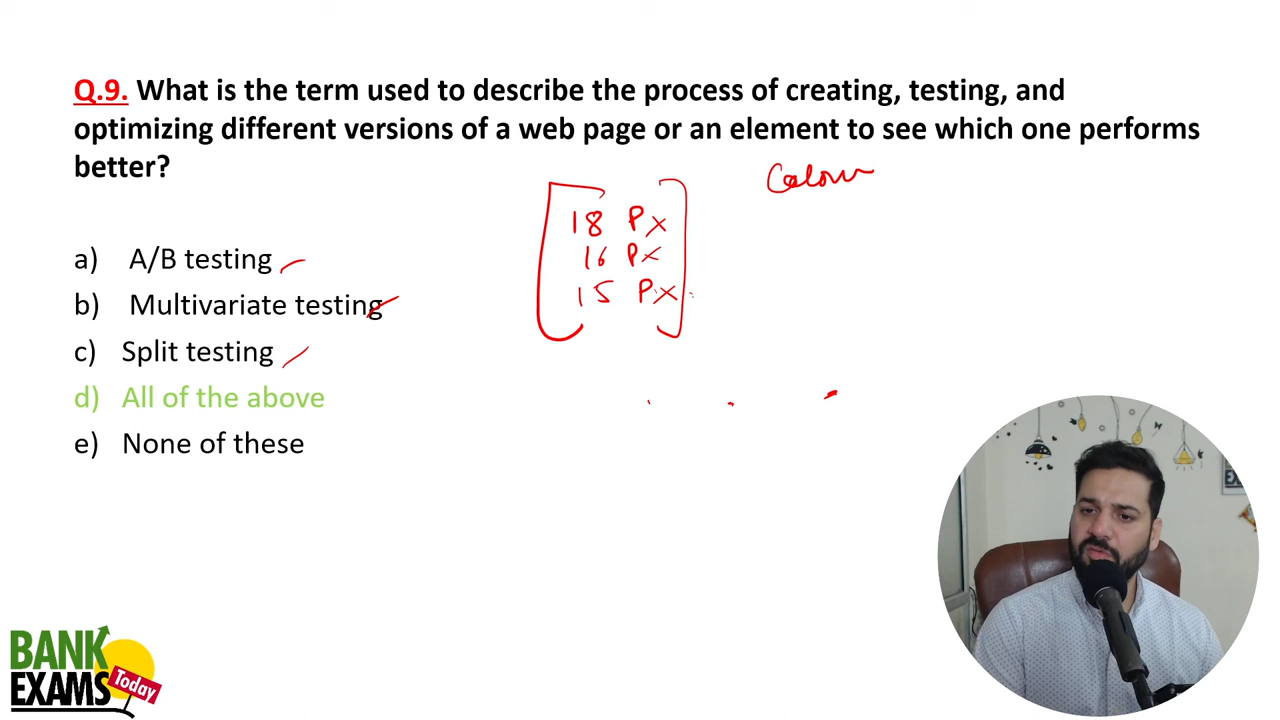 Q.9. What is the term used to describe the process of creating, testing, and
optimizing different versions of a web page or an element to see which one performs
better?
Colour
18 Px
16 Px
15 Px
a) A/B testing
b) Multivariate testing
c) Split testing
d) All of the above
e) None of these
BANK
EXAMS
Today